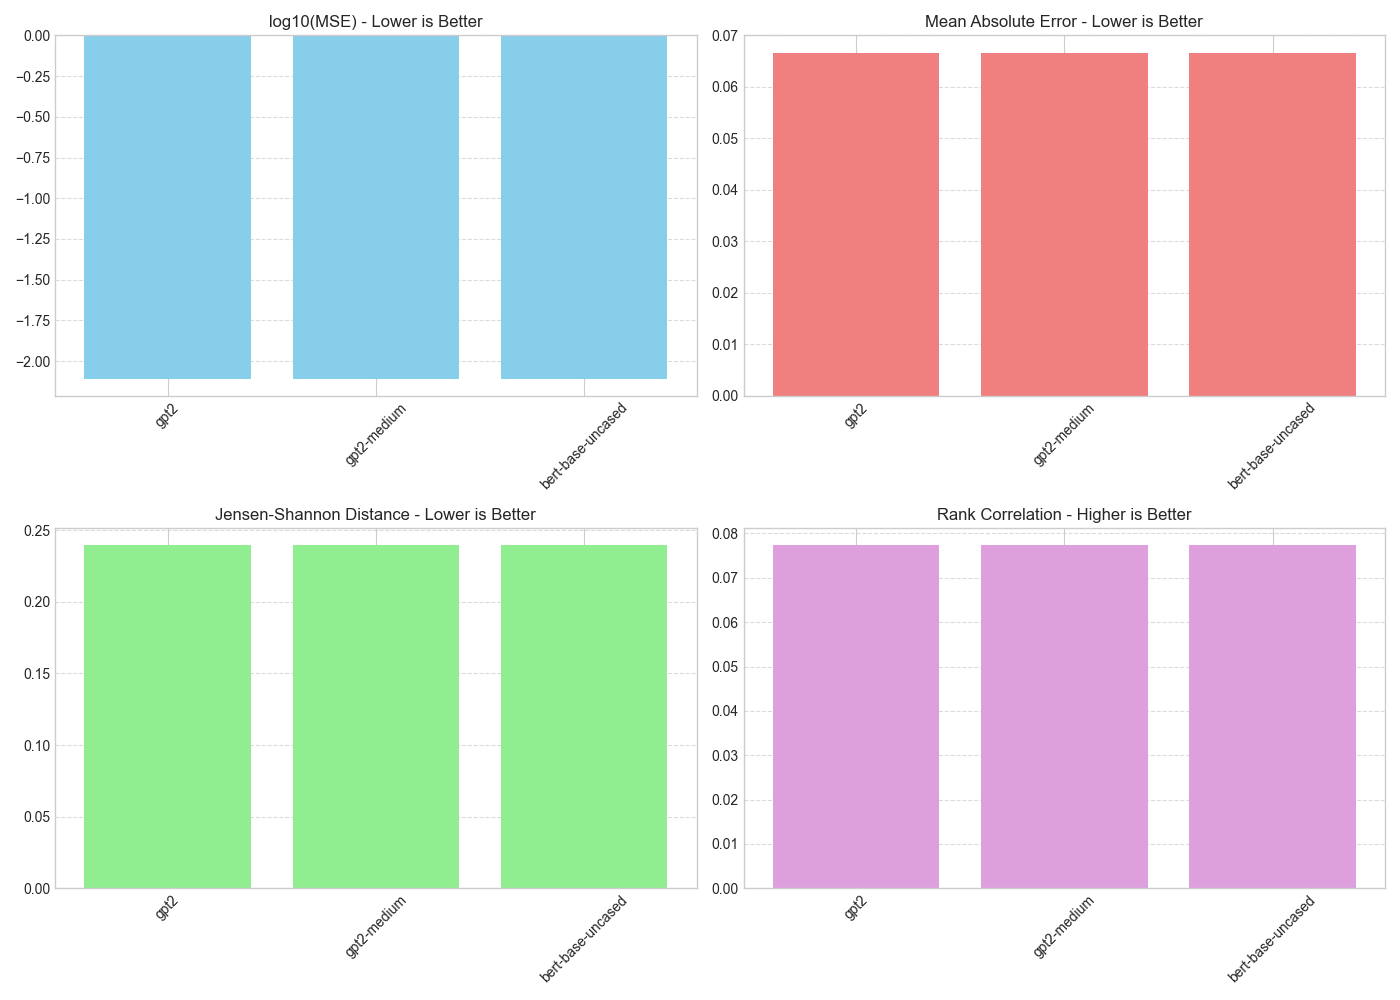 log10(MSE) - Lower is Better
0.00
−0.25
−0.50
−0.75
−1.00
−1.25
−1.50
−1.75
−2.00
gpt2
gpt2-medium
bert-base-uncased
Mean Absolute Error - Lower is Better
0.07
0.06
0.05
0.04
0.03
0.02
0.01
0.00
gpt2
gpt2-medium
bert-base-uncased
Jensen-Shannon Distance - Lower is Better
0.25
0.20
0.15
0.10
0.05
0.00
gpt2
gpt2-medium
bert-base-uncased
Rank Correlation - Higher is Better
0.08
0.07
0.06
0.05
0.04
0.03
0.02
0.01
0.00
gpt2
gpt2-medium
bert-base-uncased